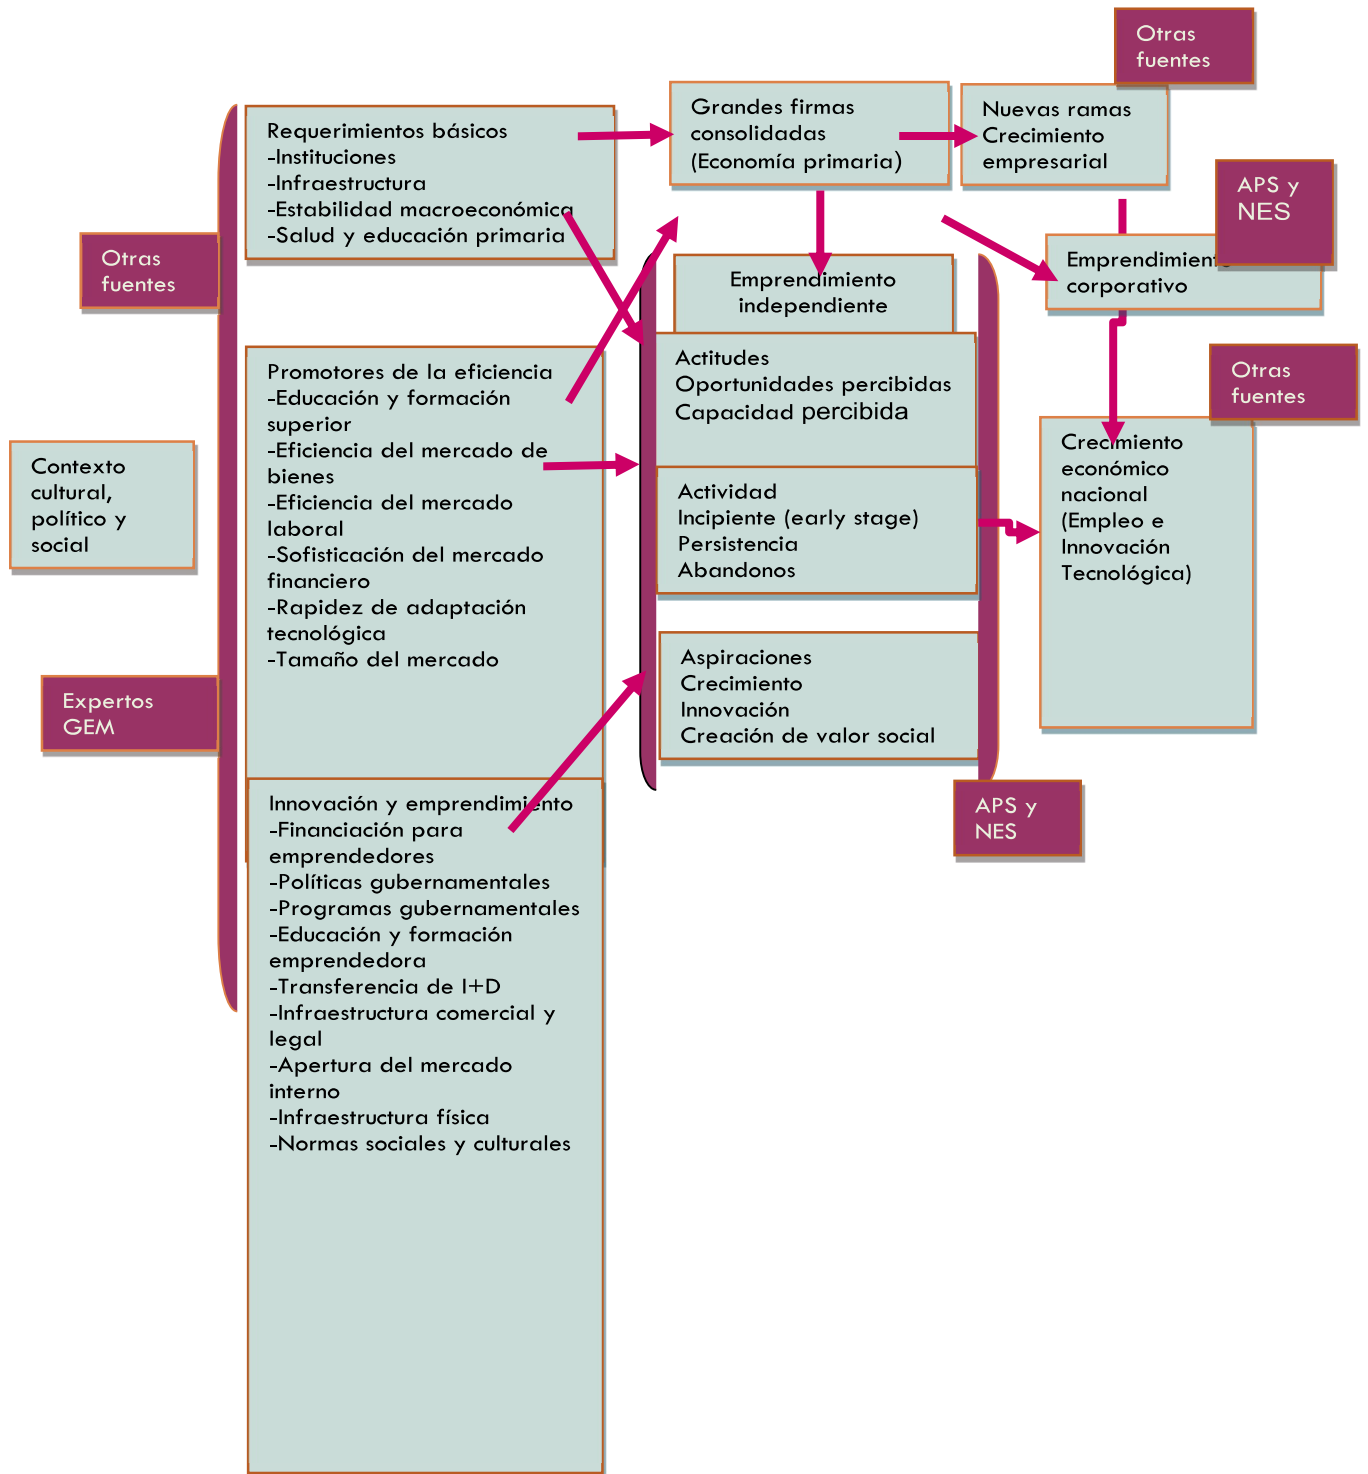 Otras
fuentes
Grandes firmas
consolidadas
(Economía primaria)
Nuevas ramas
Crecimiento
empresarial
Requerimientos básicos
-Instituciones
-Infraestructura
-Estabilidad macroeconómica
-Salud y educación primaria
APS y
NES
Otras
fuentes
Emprendimiento
corporativo
Emprendimiento
independiente
Actitudes
Oportunidades percibidas
Capacidad percibida
Otras
fuentes
Promotores de la eficiencia
-Educación y formación
superior
-Eficiencia del mercado de
bienes
-Eficiencia del mercado
laboral
-Sofisticación del mercado
financiero
-Rapidez de adaptación
tecnológica
-Tamaño del mercado
Contexto
cultural,
político y
social
Actividad
Incipiente (early stage)
Persistencia
Abandonos
Crecimiento
económico
nacional
(Empleo e
Innovación
Tecnológica)
Aspiraciones
Crecimiento
Innovación
Creación de valor social
Expertos
GEM
APS y
NES
Innovación y emprendimiento
-Financiación para
emprendedores
-Políticas gubernamentales
-Programas gubernamentales
-Educación y formación
emprendedora
-Transferencia de I+D
-Infraestructura comercial y
legal
-Apertura del mercado
interno
-Infraestructura física
-Normas sociales y culturales